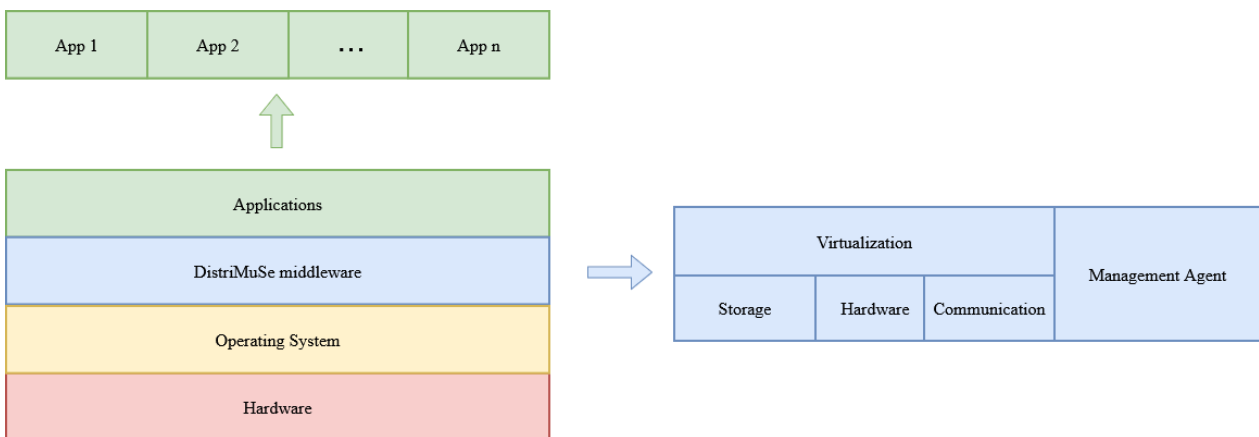 App 1 App 2 ... App n
Applications
DistriMuSe middleware
Operating System
Hardware
Virtualization
Management Agent
Storage Hardware Communication